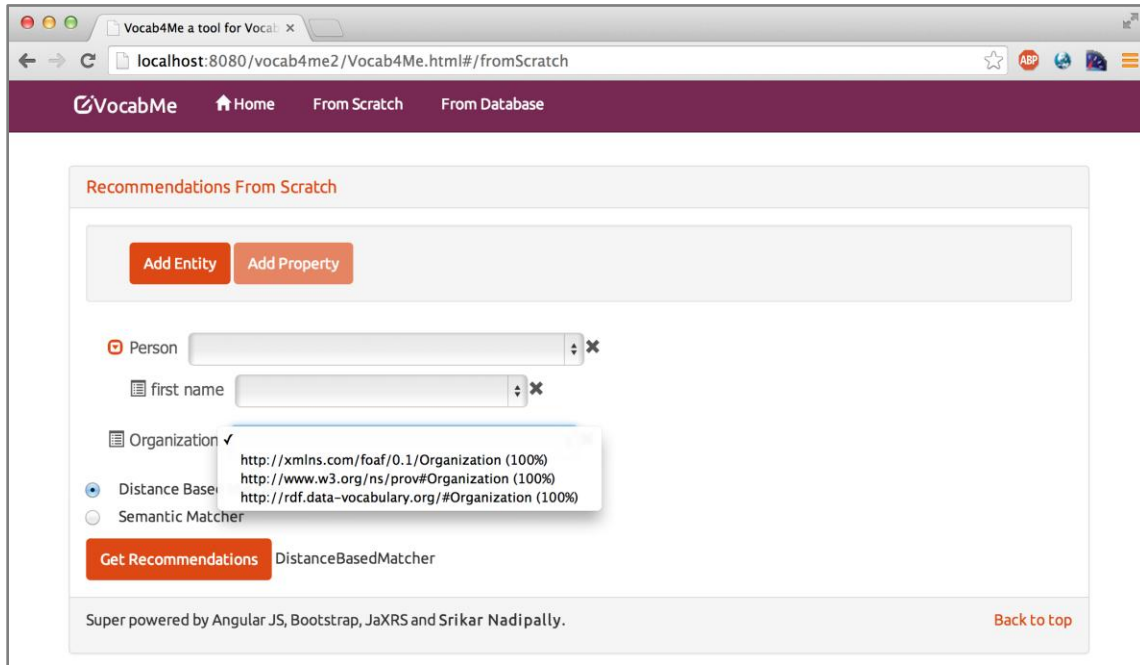 Vocab4Me a tool for Vocab
localhost:8080/vocab4me2/Vocab4Me.html#/fromScratch
ABP
VocabMe Home From Scratch From Database
Recommendations From Scratch
Add Entity Add Property
Person
first name
Organization
http://xmlns.com/foaf/0.1/Organization (100%)
http://www.w3.org/ns/prov#Organization (100%)
http://rdf.data-vocabulary.org/#Organization (100%)
Distance Base
Semantic Matcher
Get Recommendations DistanceBasedMatcher
Super powered by Angular JS, Bootstrap, JaXRS and Srikar Nadipally. Back to top